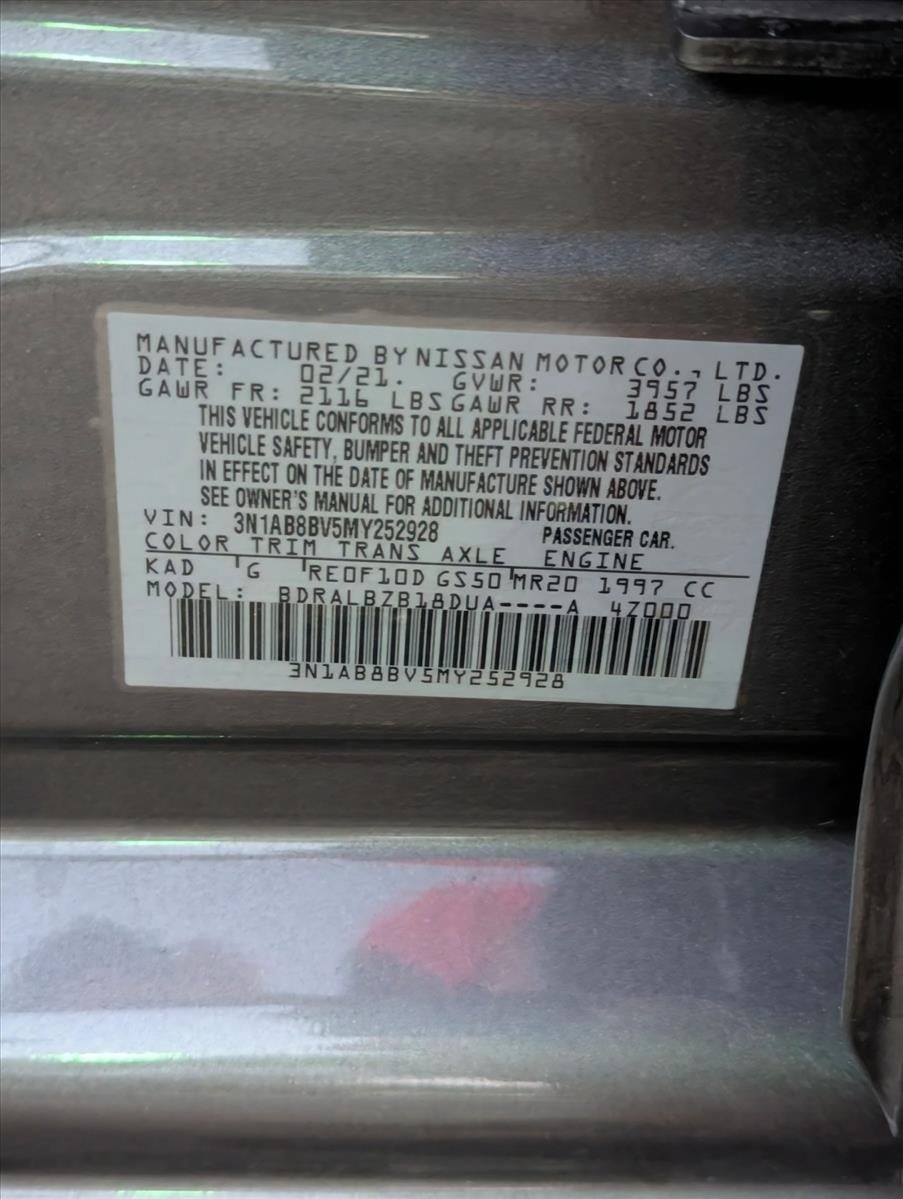 MANUFACTURED BY NISSAN MOTOR CO., LTD.
DATE: 02/21. GVWR: 3957 LBS
GAWR FR: 2116 LBS GAWR RR: 1852 LBS
THIS VEHICLE CONFORMS TO ALL APPLICABLE FEDERAL MOTOR
VEHICLE SAFETY, BUMPER AND THEFT PREVENTION STANDARDS
IN EFFECT ON THE DATE OF MANUFACTURE SHOWN ABOVE.
SEE OWNER'S MANUAL FOR ADDITIONAL INFORMATION.
VIN: 3N1AB8BV5MY252928 PASSENGER CAR.
COLOR TRIM TRANS AXLE ENGINE
KAD 'G 'RE0F10D GS50'MR20 1997 CC
MODEL: BDRALBZB18DUA----A 4Z000
3N1AB8BV5MY252928